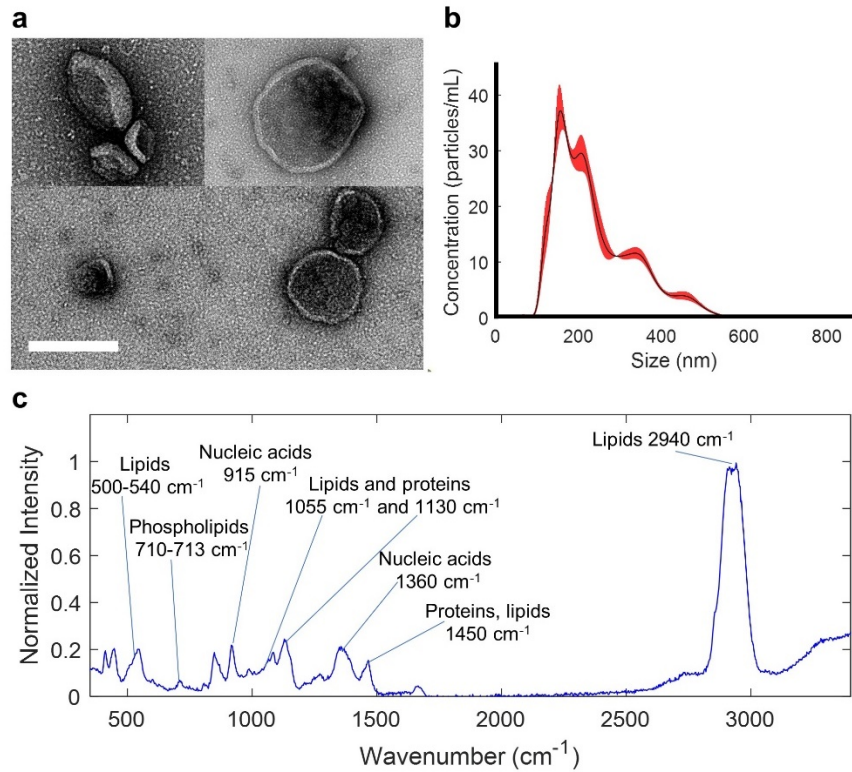 a
b
Concentration (particles/mL)
40
30
20
10
0
0
200
400
600
800
Size (nm)
c
Normalized Intensity
1
0.8
0.6
0.4
0.2
0
Lipids
500-540 cm⁻¹
Phospholipids
710-713 cm⁻¹
Nucleic acids
915 cm⁻¹
Lipids and proteins
1055 cm⁻¹ and 1130 cm⁻¹
Nucleic acids
1360 cm⁻¹
Proteins, lipids
1450 cm⁻¹
Lipids 2940 cm⁻¹
500
1000
1500
2000
2500
3000
Wavenumber (cm⁻¹)